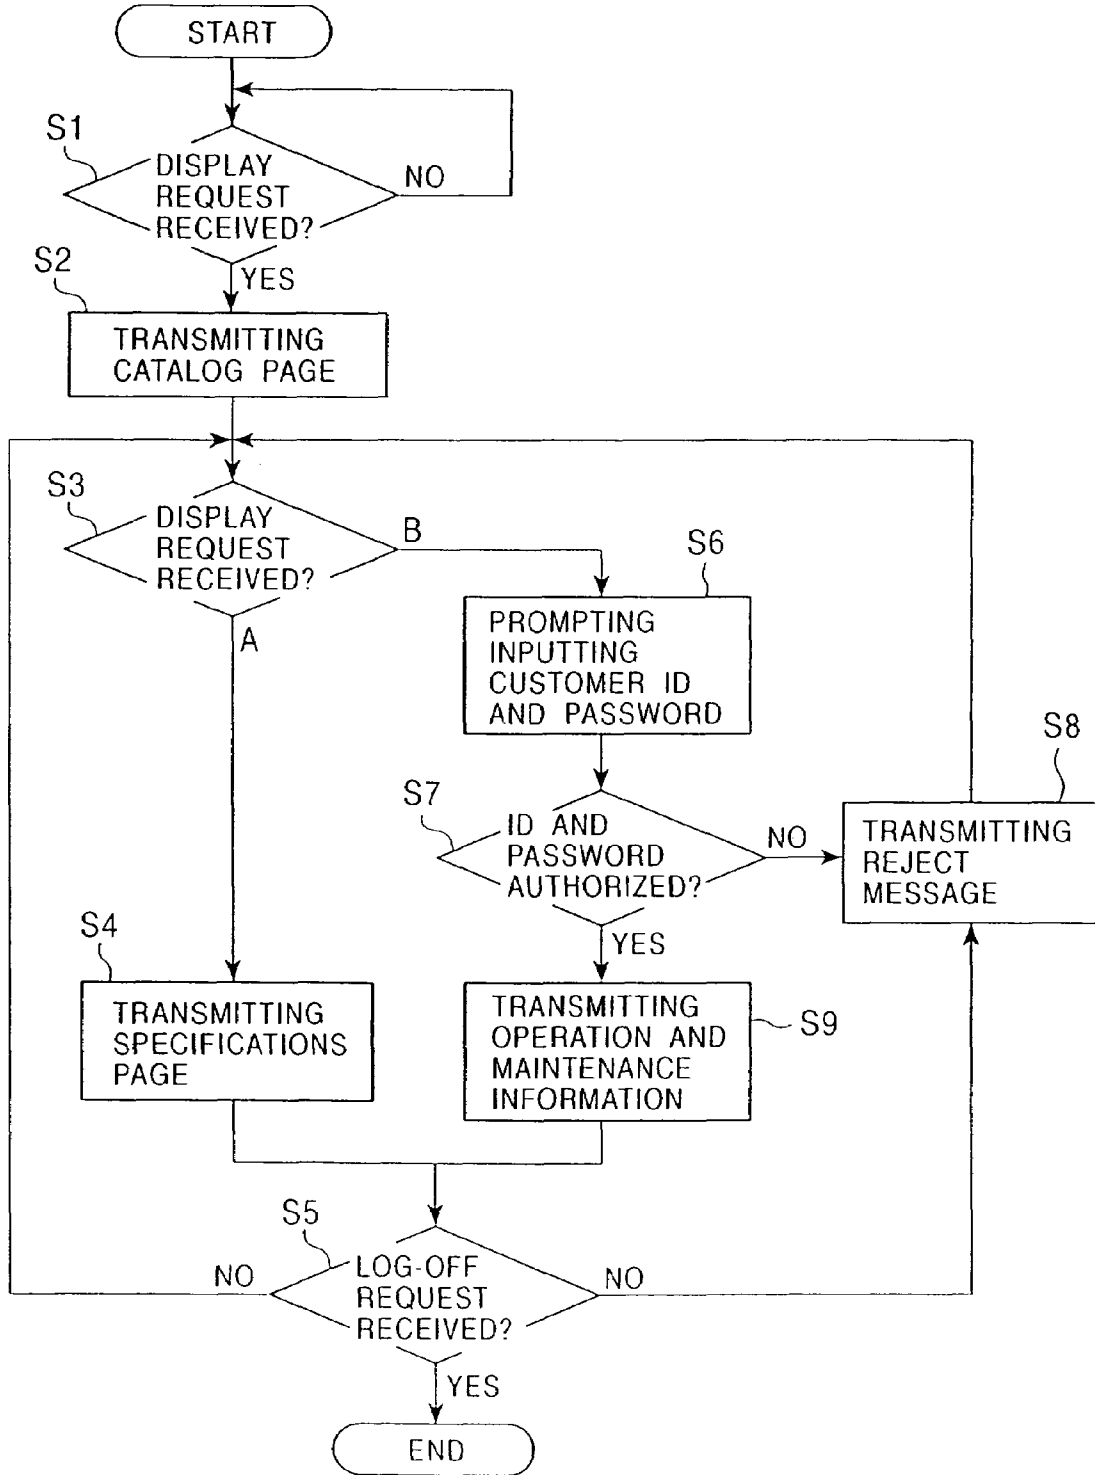 START
S1
DISPLAY
REQUEST
RECEIVED?
NO
YES
S2
TRANSMITTING
CATALOG PAGE
S3
DISPLAY
REQUEST
RECEIVED?
B
A
S6
PROMPTING
INPUTTING
CUSTOMER ID
AND PASSWORD
S7
ID AND
PASSWORD
AUTHORIZED?
NO
YES
S8
TRANSMITTING
REJECT
MESSAGE
S4
TRANSMITTING
SPECIFICATIONS
PAGE
S9
TRANSMITTING
OPERATION AND
MAINTENANCE
INFORMATION
S5
LOG-OFF
REQUEST
RECEIVED?
NO
NO
YES
END